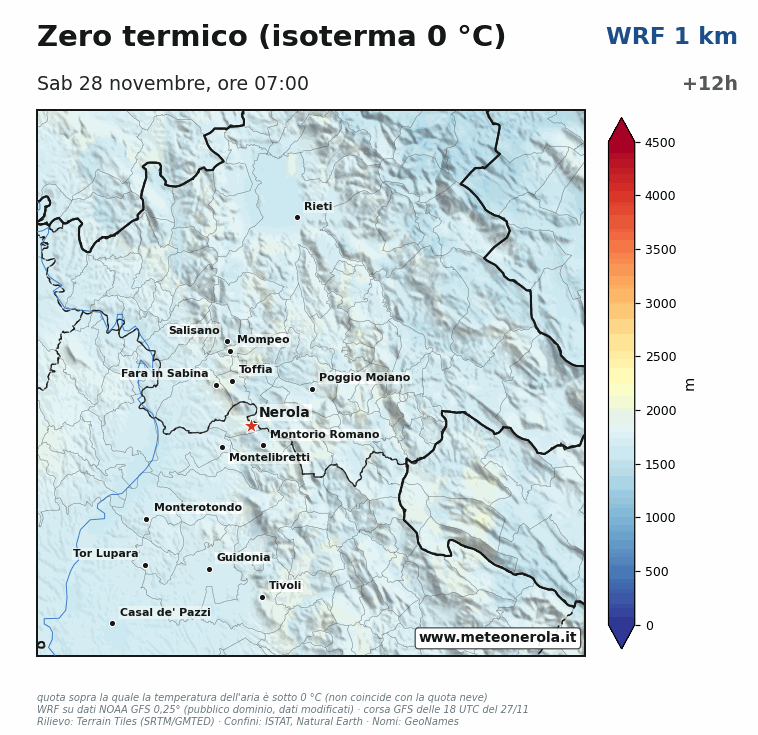 Zero termico (isoterma 0 °C)
WRF 1 km
Sab 28 novembre, ore 07:00
+12h
4500
4000
3500
3000
2500
2000
1500
1000
500
0
m
Rieti
Salisano
Mompeo
Toffia
Fara in Sabina
Poggio Moiano
Nerola
Montorio Romano
Montelibretti
Monterotondo
Tor Lupara
Guidonia
Tivoli
Casal de' Pazzi
www.meteonerola.it
quota sopra la quale la temperatura dell'aria è sotto 0 °C (non coincide con la quota neve)
WRF su dati NOAA GFS 0,25° (pubblico dominio, dati modificati) · corsa GFS delle 18 UTC del 27/11
Rilievo: Terrain Tiles (SRTM/GMTED) · Confini: ISTAT, Natural Earth · Nomi: GeoNames